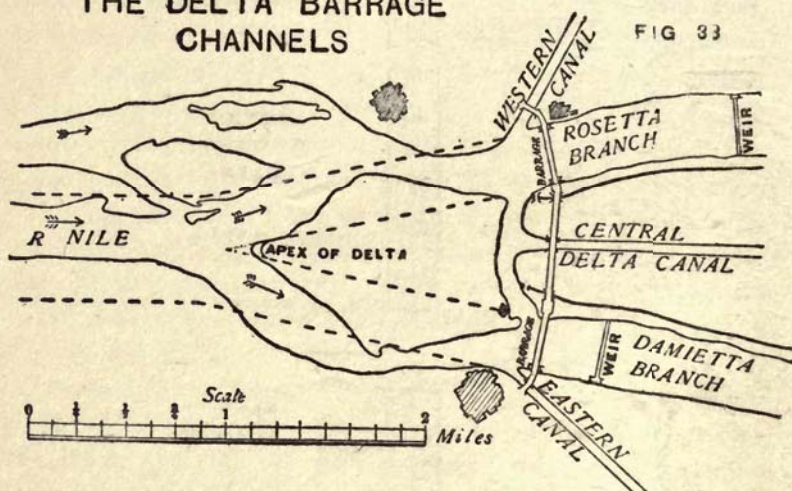 THE DELTA BARRAGE
CHANNELS
FIG 33
WESTERN
CANAL
ROSETTA
BRANCH
WEIR
BARRAGE
R NILE
APEX OF DELTA
CENTRAL
DELTA CANAL
BARRAGE
WEIR
DAMIETTA
BRANCH
EASTERN
CANAL
Scale
0
1
2
Miles